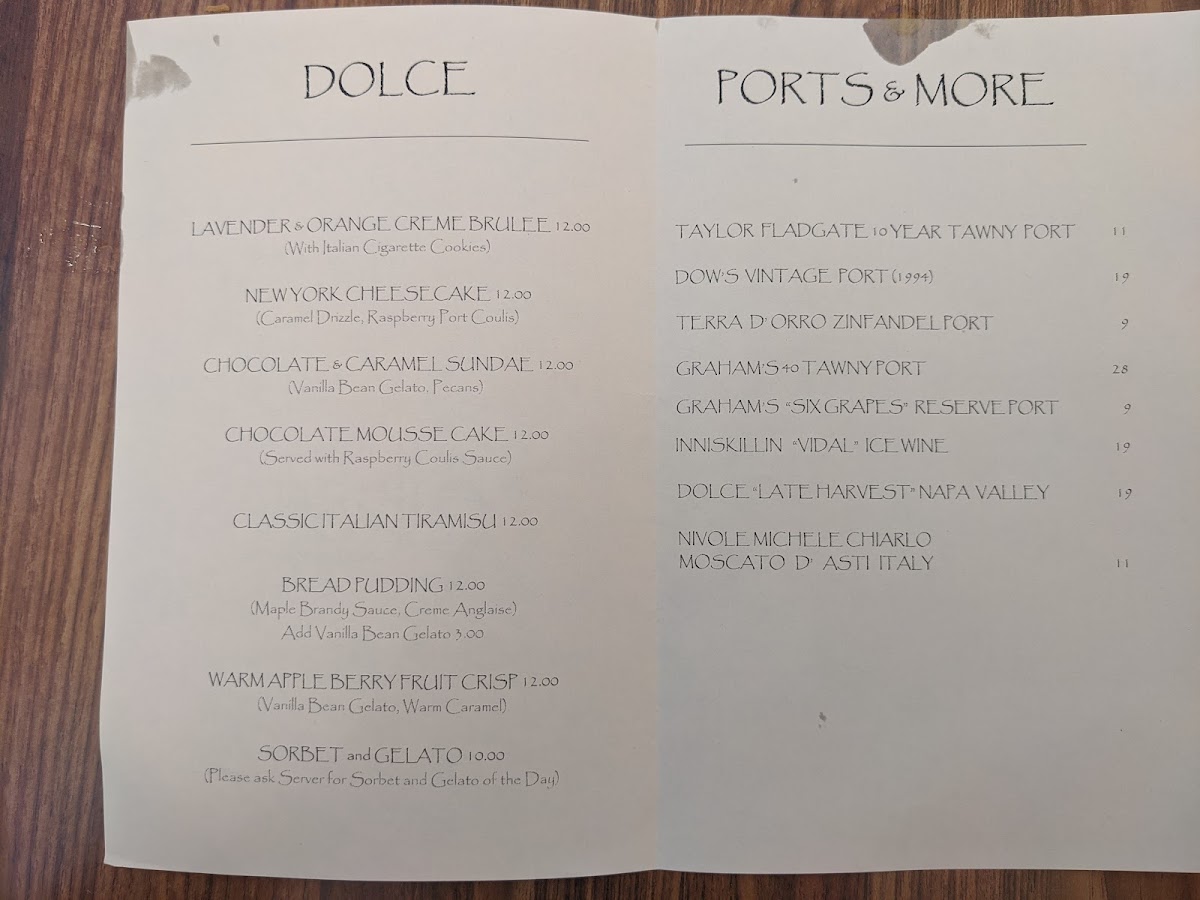 DOLCE
LAVENDER & ORANGE CREME BRULEE 12.00
(With Italian Cigarette Cookies)
NEW YORK CHEESECAKE 12.00
(Caramel Drizzle, Raspberry Port Coulis)
CHOCOLATE & CARAMEL SUNDAE 12.00
(Vanilla Bean Gelato, Pecans)
CHOCOLATE MOUSSE CAKE 12.00
(Served with Raspberry Coulis Sauce)
CLASSIC ITALIAN TIRAMISU 12.00
BREAD PUDDING 12.00
(Maple Brandy Sauce, Creme Anglaise)
Add Vanilla Bean Gelato 3.00
WARM APPLE BERRY FRUIT CRISP 12.00
(Vanilla Bean Gelato, Warm Caramel)
SORBET and GELATO 10.00
(Please ask Server for Sorbet and Gelato of the Day)
PORTS & MORE
TAYLOR FLADGATE 10 YEAR TAWNY PORT 11
DOW'S VINTAGE PORT (1994) 19
TERRA D' ORRO ZINFANDEL PORT 9
GRAHAM'S 40 TAWNY PORT 28
GRAHAM'S "SIX GRAPES" RESERVE PORT 9
INNISKILLIN "VIDAL" ICE WINE 19
DOLCE "LATE HARVEST" NAPA VALLEY 19
NIVOLE MICHELE CHIARLO
MOSCATO D' ASTI ITALY 11